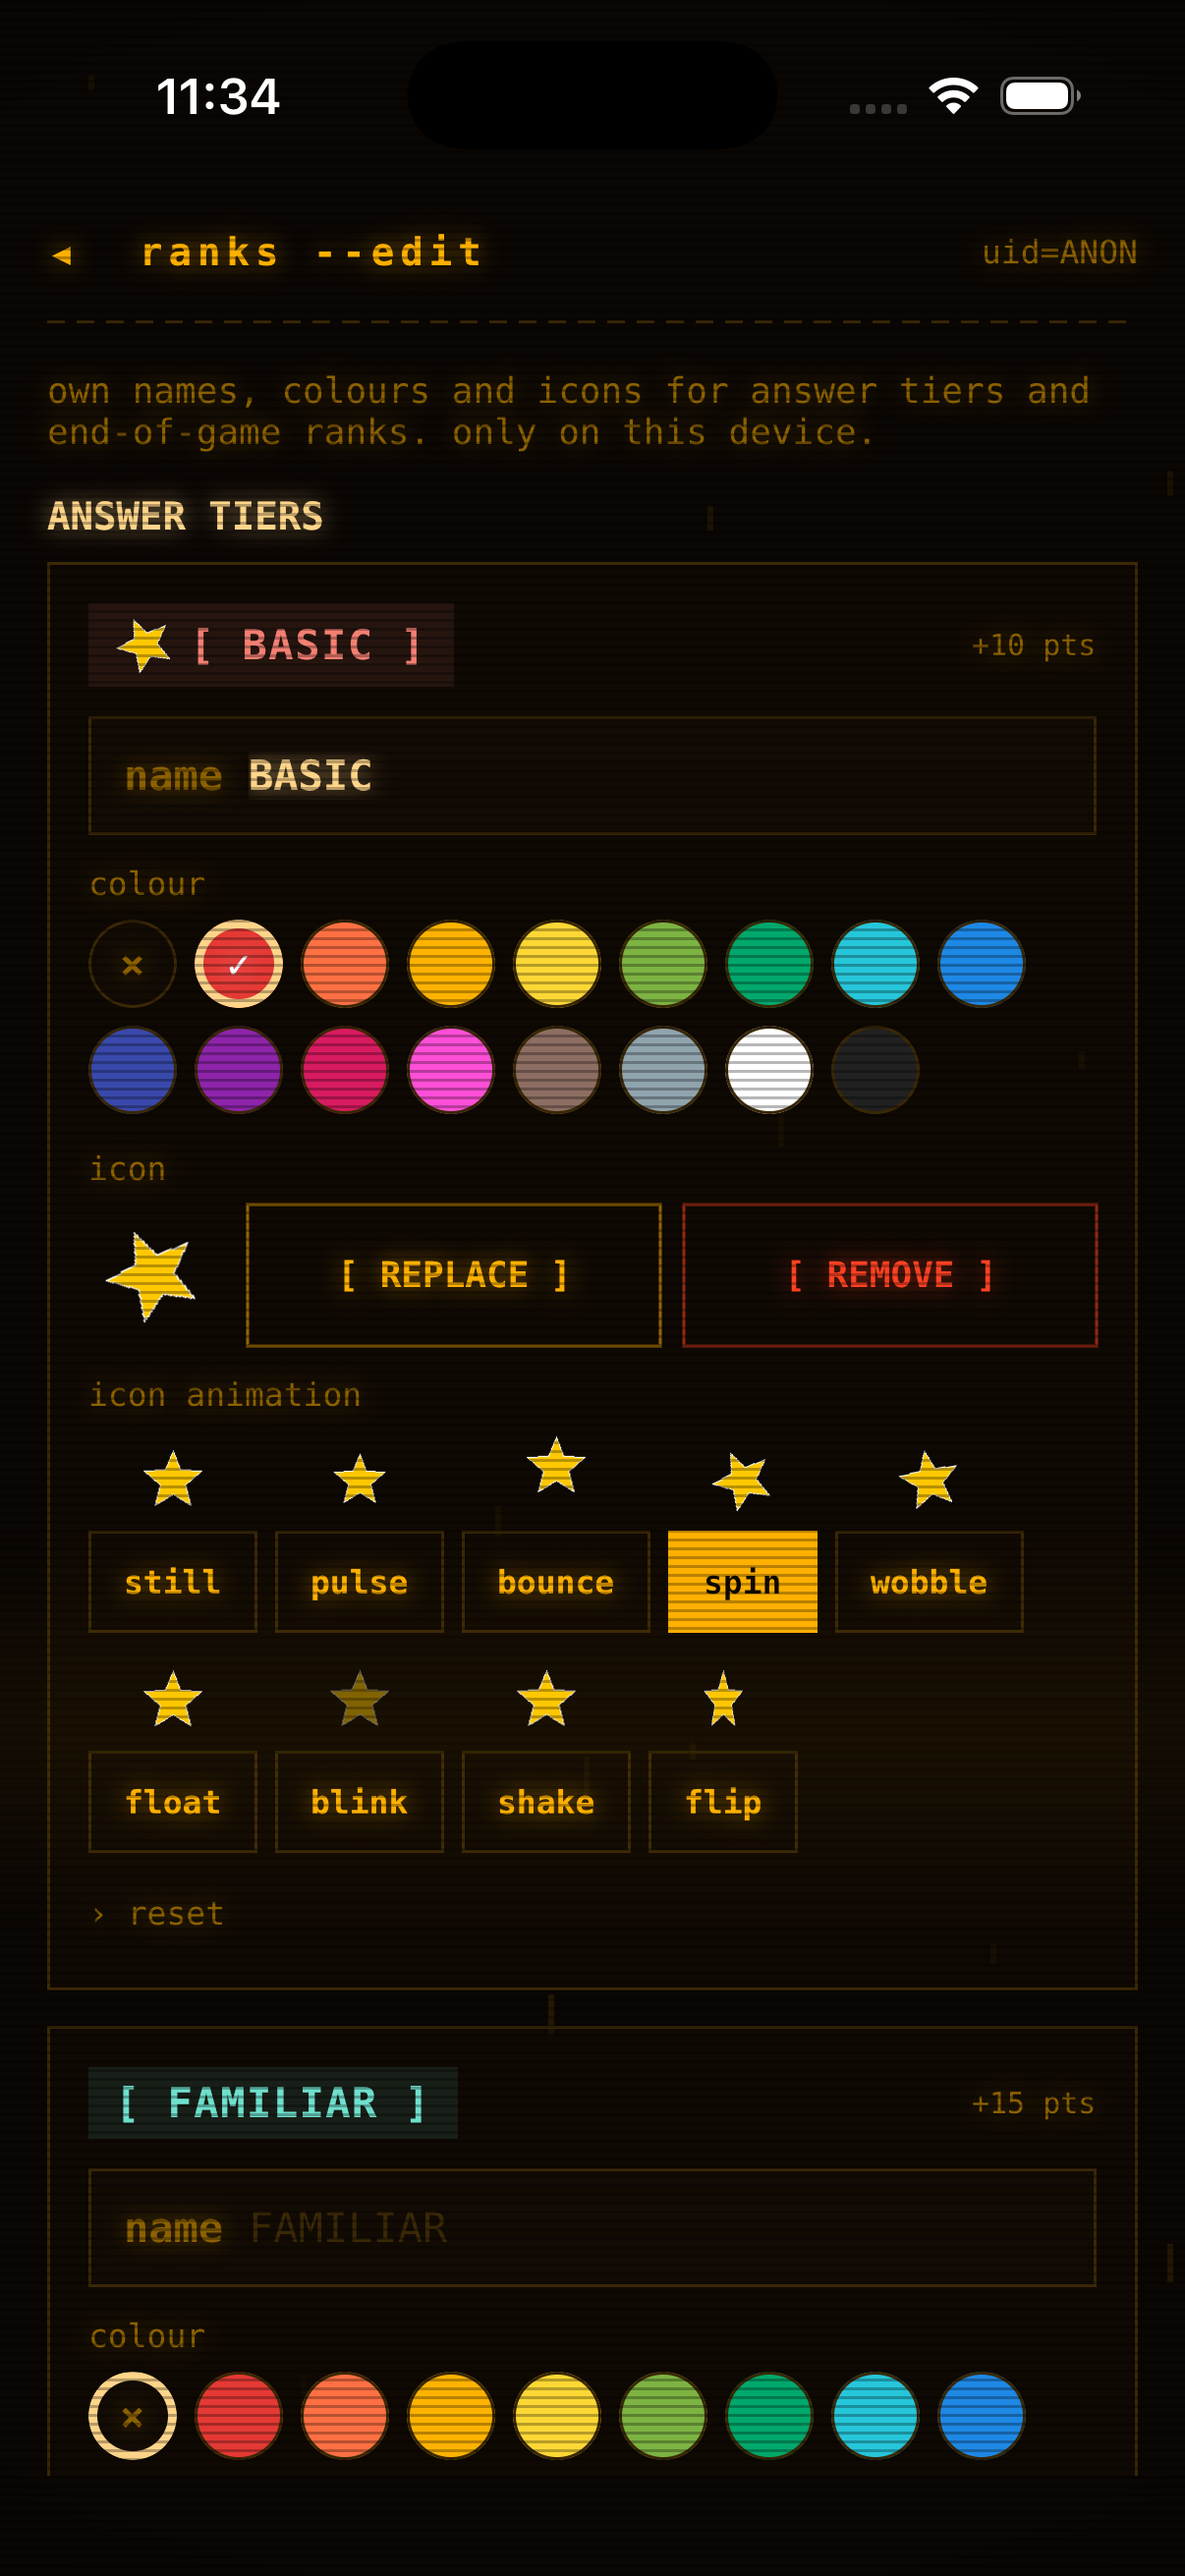 11:34
◂ ranks --edit
uid=ANON
own names, colours and icons for answer tiers and
end-of-game ranks. only on this device.
ANSWER TIERS
[ BASIC ]
+10 pts
name BASIC
colour
×
✓
icon
[ REPLACE ]
[ REMOVE ]
icon animation
still
pulse
bounce
spin
wobble
float
blink
shake
flip
› reset
[ FAMILIAR ]
+15 pts
name FAMILIAR
colour
×